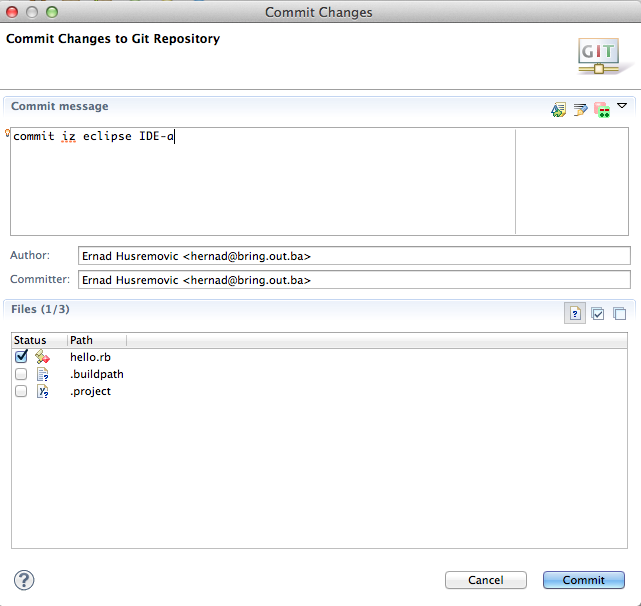 Commit Changes
Commit Changes to Git Repository
GIT
Commit message
commit iz eclipse IDE-a
Author: Ernad Husremovic <hernad@bring.out.ba>
Committer: Ernad Husremovic <hernad@bring.out.ba>
Files (1/3)
Status Path
hello.rb
.buildpath
.project
Cancel Commit